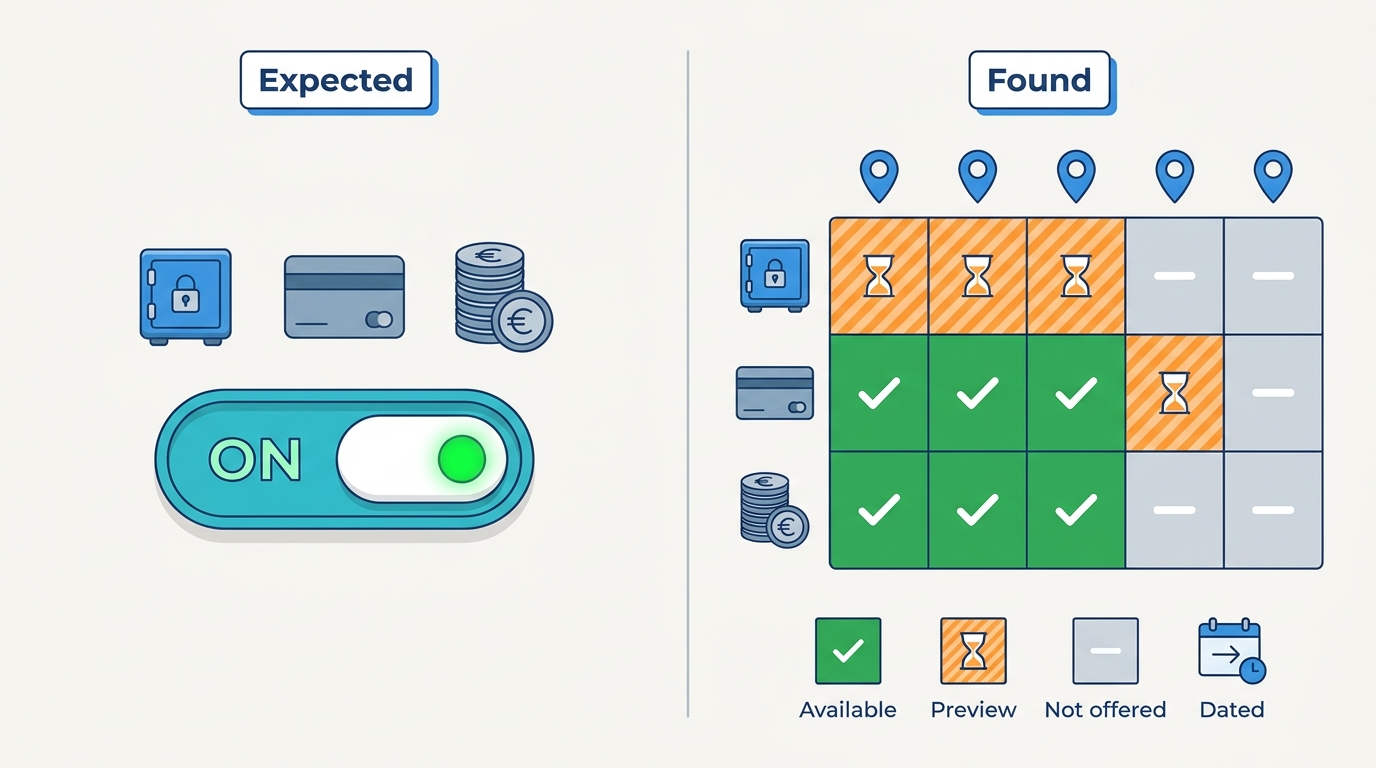 Expected
Found
€
€
ON
€
€
Available
Preview
Not offered
Dated